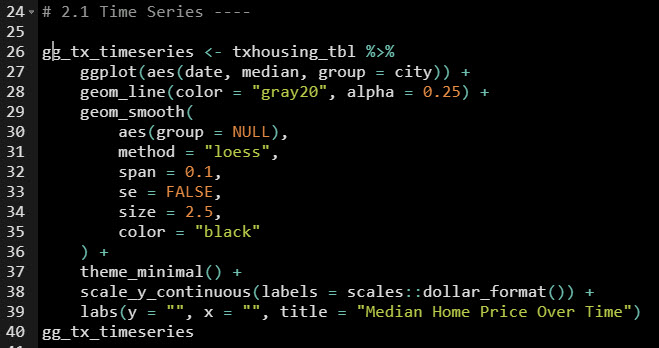 24 # 2.1 Time Series ----
25
26 gg_tx_timeseries <- txhousing_tbl %>%
27     ggplot(aes(date, median, group = city)) +
28     geom_line(color = "gray20", alpha = 0.25) +
29     geom_smooth(
30         aes(group = NULL),
31         method = "loess",
32         span = 0.1,
33         se = FALSE,
34         size = 2.5,
35         color = "black"
36     ) +
37     theme_minimal() +
38     scale_y_continuous(labels = scales::dollar_format()) +
39     labs(y = "", x = "", title = "Median Home Price Over Time")
40 gg_tx_timeseries